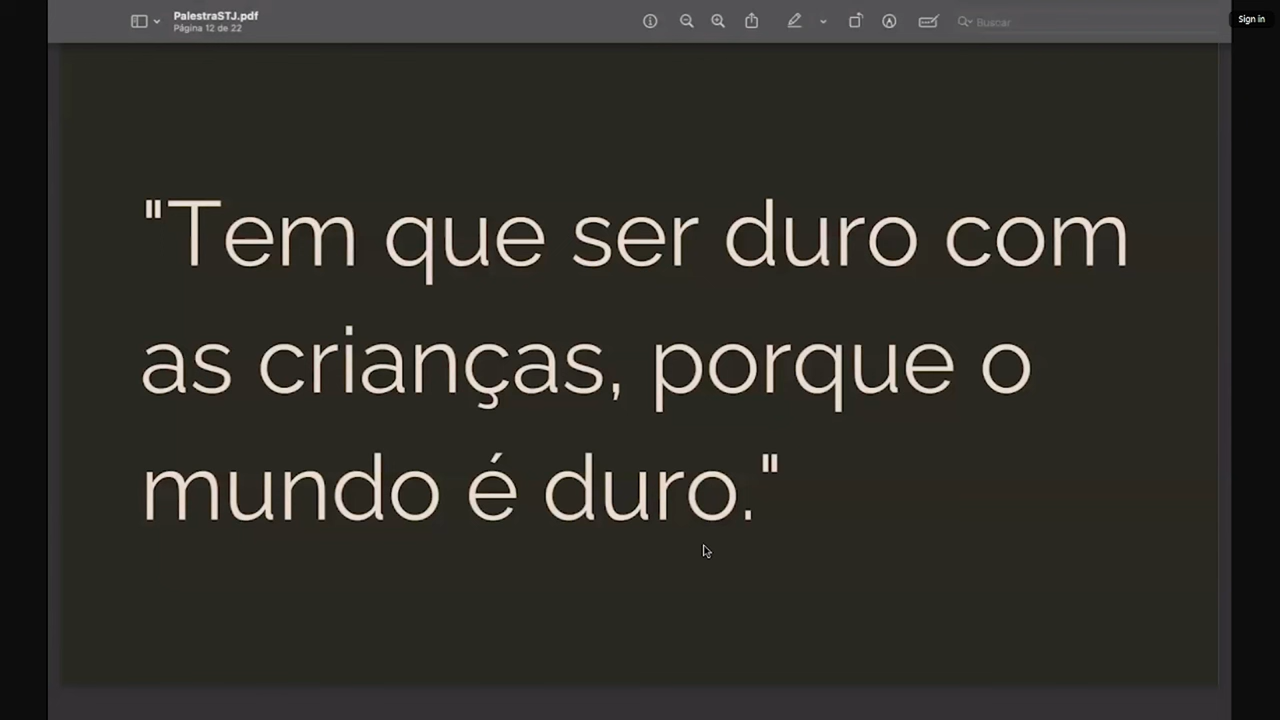 PalestraSTJ.pdf
Página 12 de 22
Buscar
Sign in
"Tem que ser duro com
as crianças, porque o
mundo é duro."